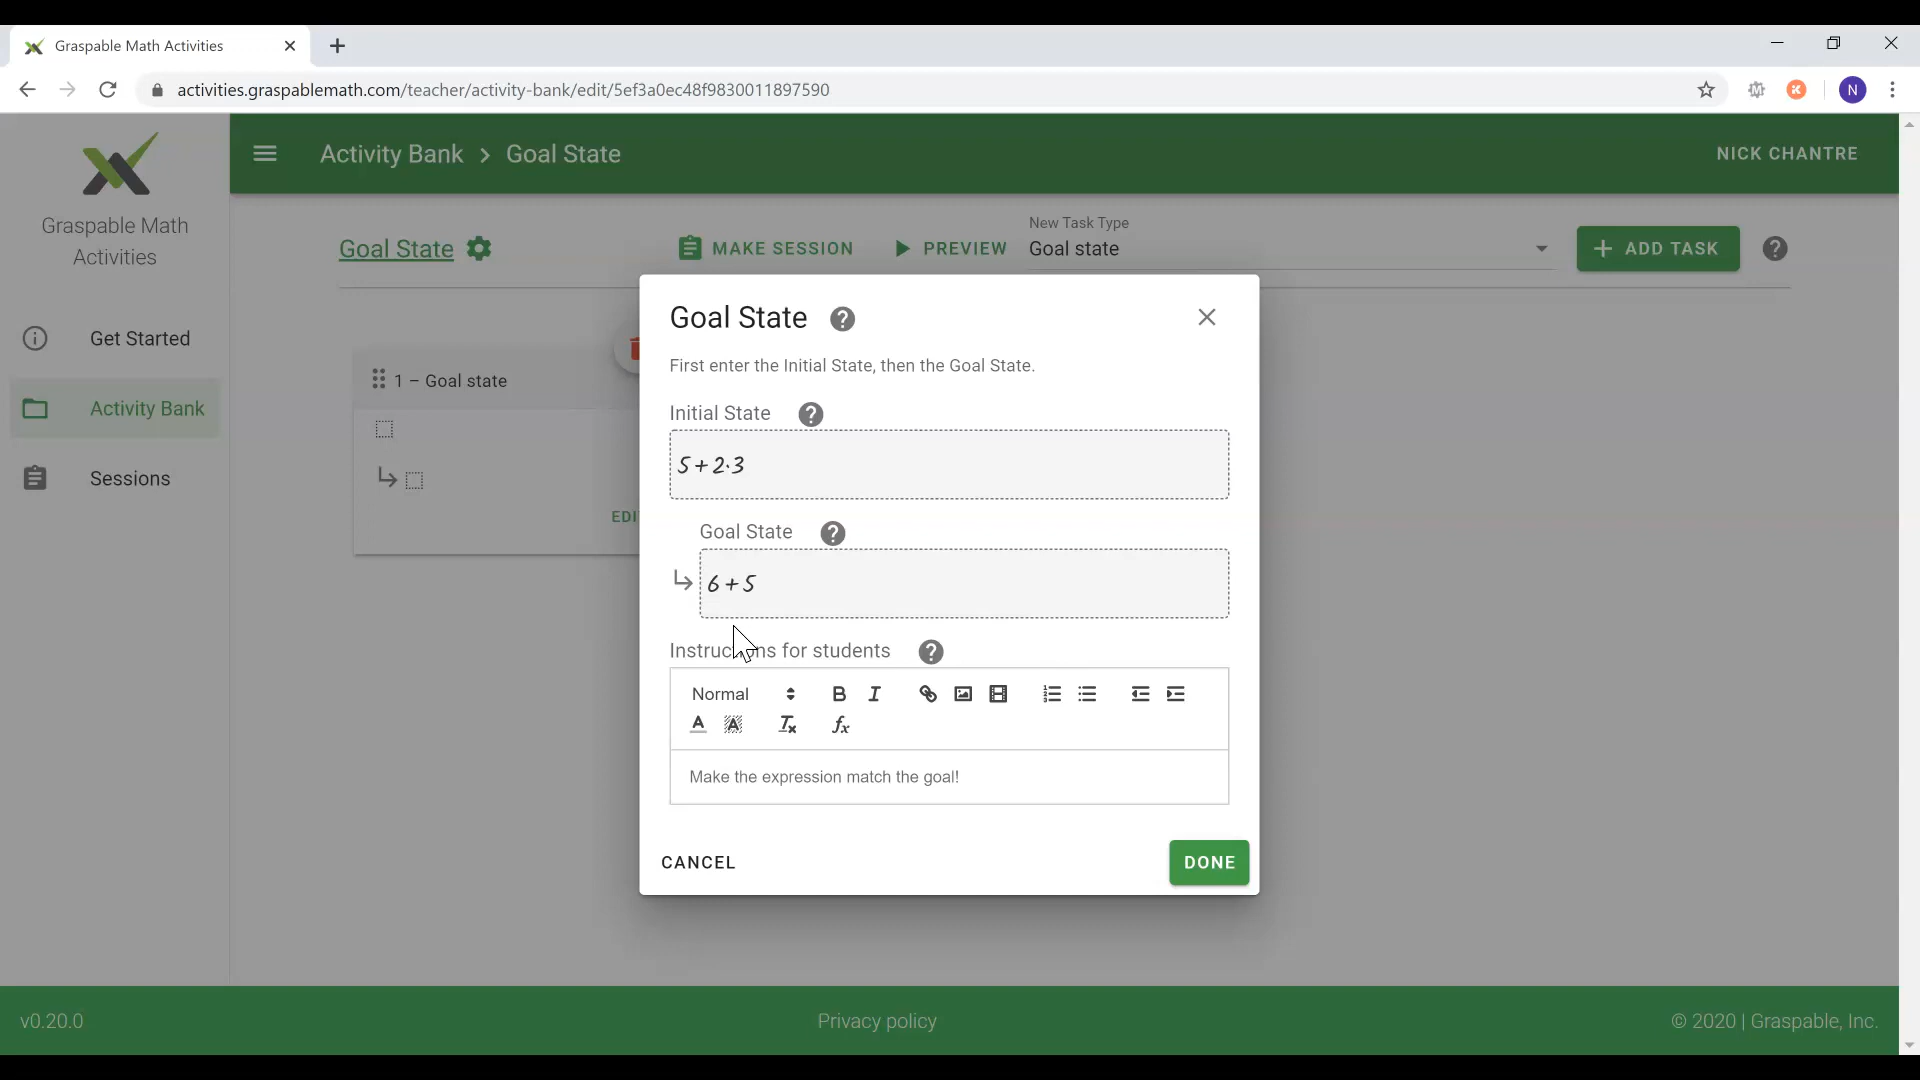 Graspable Math Activities
activities.graspablemath.com/teacher/activity-bank/edit/5ef3a0ec48f9830011897590
N
Graspable Math
Activities
Activity Bank > Goal State
NICK CHANTRE
Goal State
MAKE SESSION
PREVIEW
New Task Type
Goal state
+ ADD TASK
Get Started
Activity Bank
Sessions
1 – Goal state
EDI
Goal State
First enter the Initial State, then the Goal State.
Initial State
5+2·3
Goal State
6+5
Instructions for students
Normal
Make the expression match the goal!
CANCEL
DONE
v0.20.0
Privacy policy
© 2020 | Graspable, Inc.